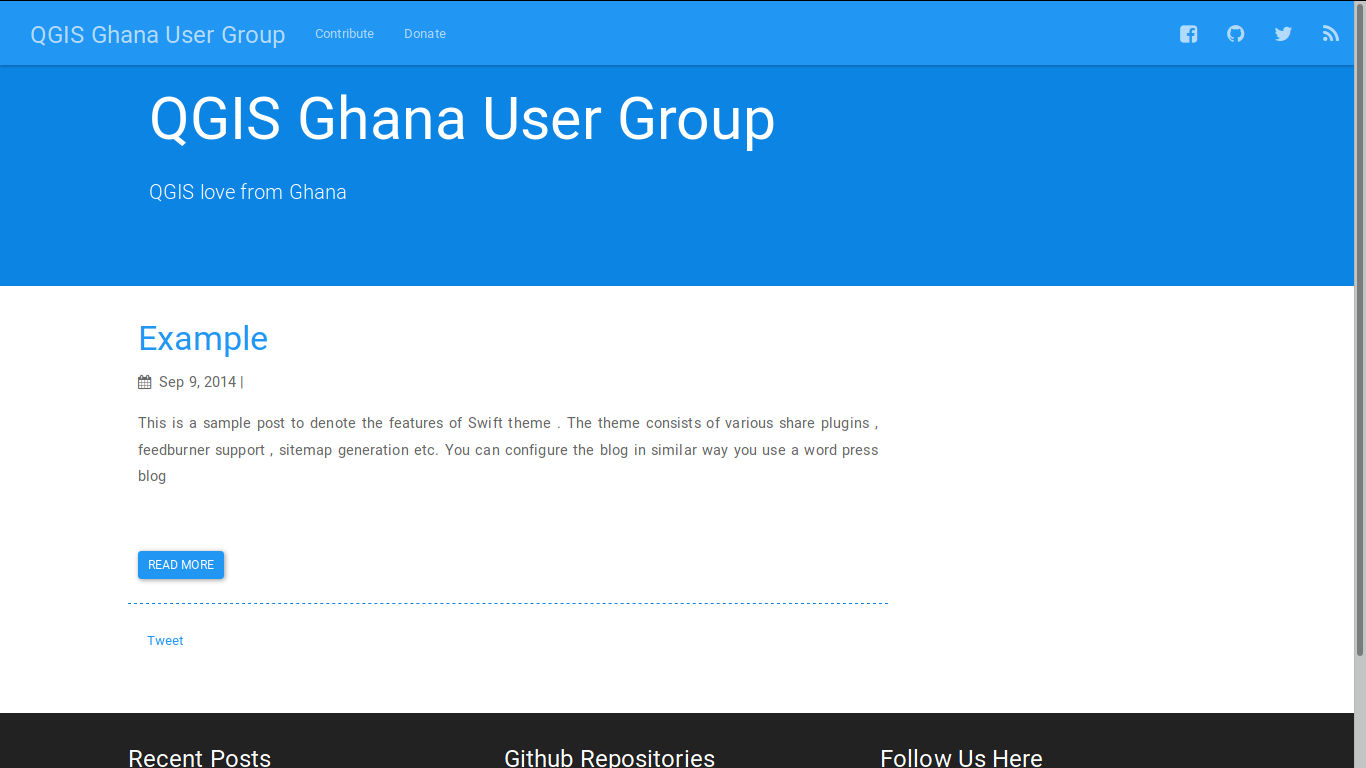 QGIS Ghana User Group Contribute Donate
QGIS Ghana User Group
QGIS love from Ghana
Example
Sep 9, 2014 |
This is a sample post to denote the features of Swift theme . The theme consists of various share plugins ,
feedburner support , sitemap generation etc. You can configure the blog in similar way you use a word press
blog
READ MORE
Tweet
Recent Posts Github Repositories Follow Us Here